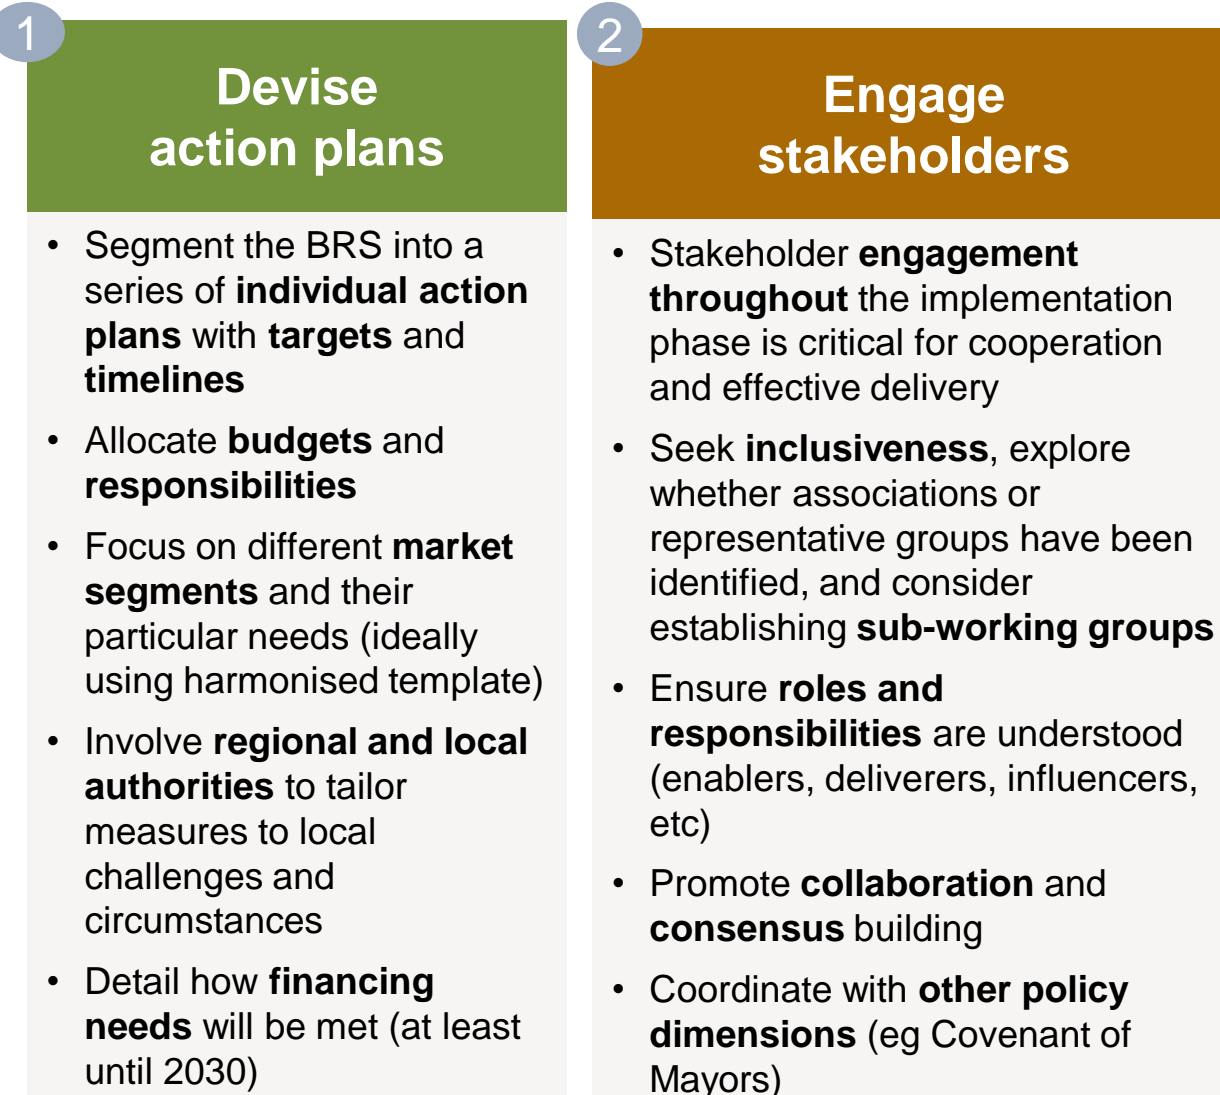 1
Devise
action plans
• Segment the BRS into a
series of individual action
plans with targets and
timelines
• Allocate budgets and
responsibilities
• Focus on different market
segments and their
particular needs (ideally
using harmonised template)
• Involve regional and local
authorities to tailor
measures to local
challenges and
circumstances
• Detail how financing
needs will be met (at least
until 2030)
2
Engage
stakeholders
• Stakeholder engagement
throughout the implementation
phase is critical for cooperation
and effective delivery
• Seek inclusiveness, explore
whether associations or
representative groups have been
identified, and consider
establishing sub-working groups
• Ensure roles and
responsibilities are understood
(enablers, deliverers, influencers,
etc)
• Promote collaboration and
consensus building
• Coordinate with other policy
dimensions (eg Covenant of
Mayors)